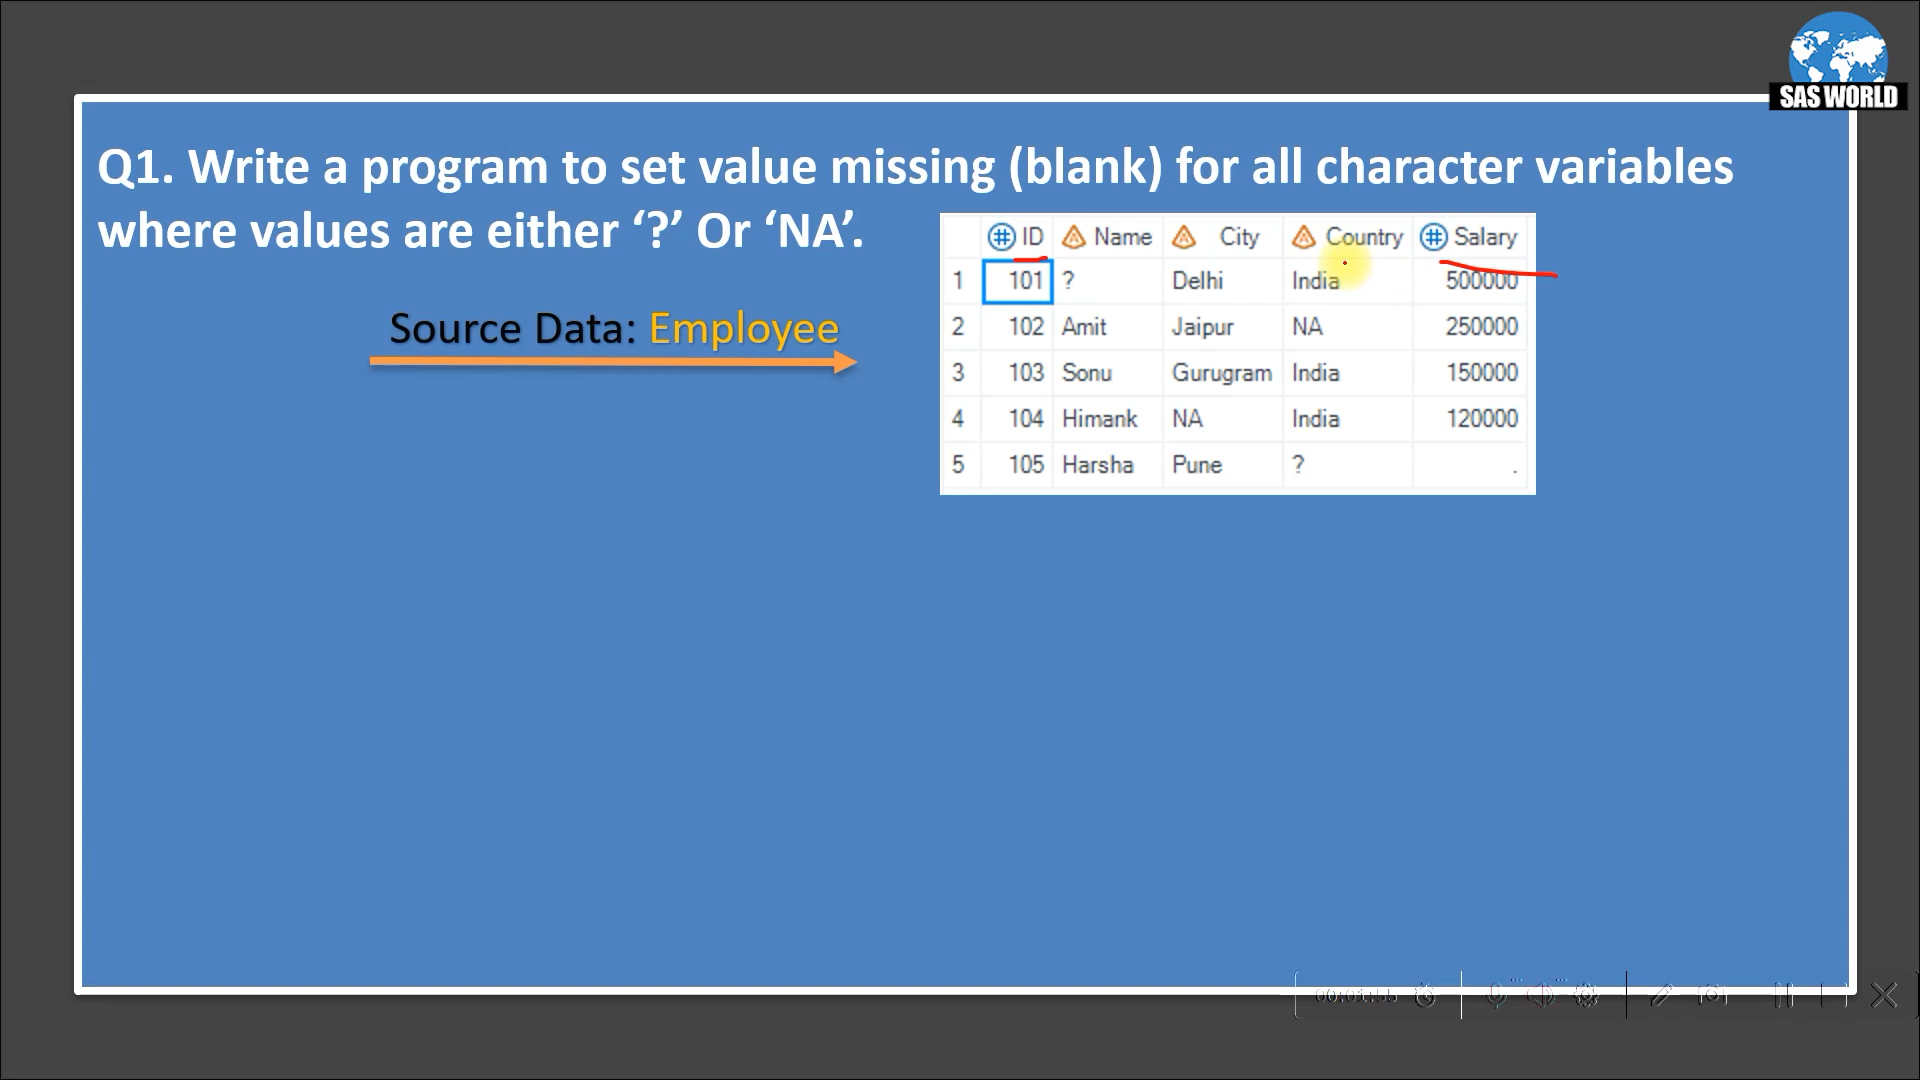 SAS WORLD
Q1. Write a program to set value missing (blank) for all character variables
where values are either ‘?’ Or ‘NA’.
Source Data: Employee
ID Name City Country Salary
1 101 ? Delhi India 500000
2 102 Amit Jaipur NA 250000
3 103 Sonu Gurugram India 150000
4 104 Himank NA India 120000
5 105 Harsha Pune ? .